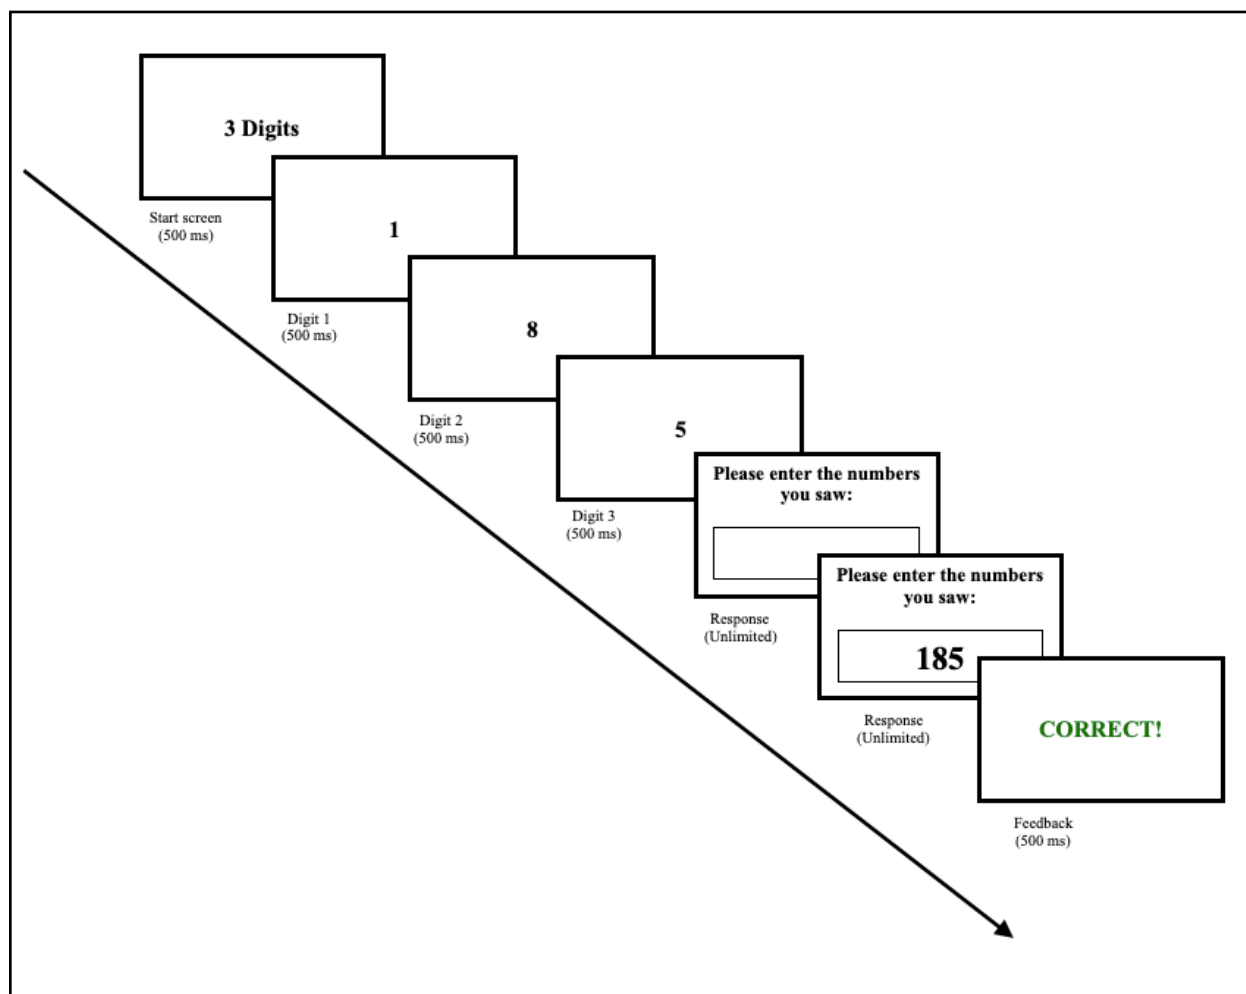 3 Digits
Start screen
(500 ms)
1
Digit 1
(500 ms)
8
Digit 2
(500 ms)
5
Digit 3
(500 ms)
Please enter the numbers
you saw:
Response
(Unlimited)
Please enter the numbers
you saw:
185
Response
(Unlimited)
CORRECT!
Feedback
(500 ms)